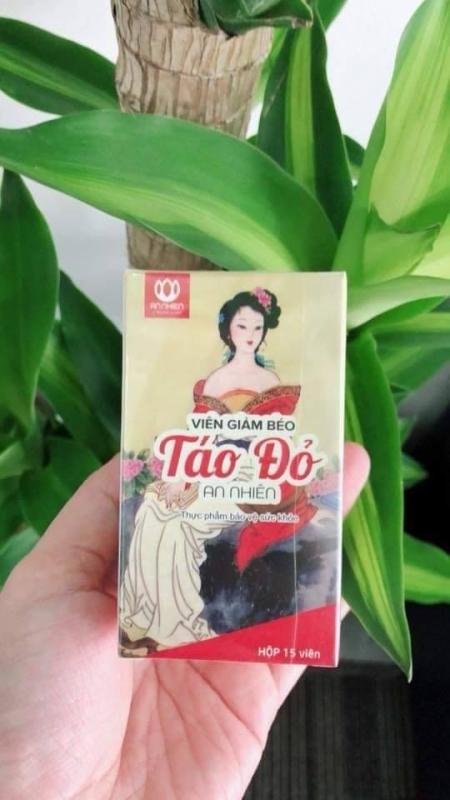 AN NHIEN
VIÊN GIẢM BÉO
Táo Đỏ
AN NHIÊN
Thực phẩm bảo vệ sức khỏe
HỘP 15 viên